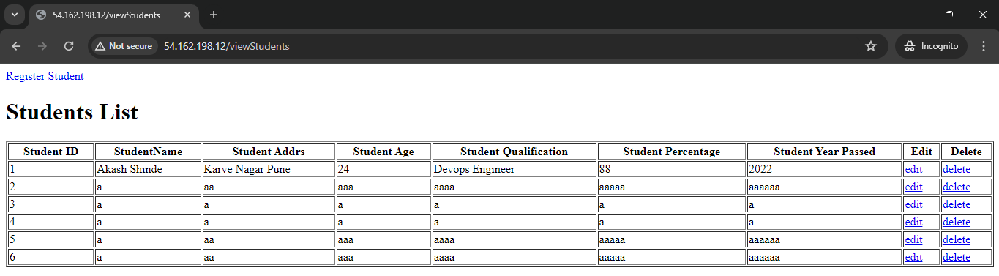 54.162.198.12/viewStudents
Not secure 54.162.198.12/viewStudents Incognito
Register Student
Students List
Student ID StudentName Student Addrs Student Age Student Qualification Student Percentage Student Year Passed Edit Delete
1 Akash Shinde Karve Nagar Pune 24 Devops Engineer 88 2022 edit delete
2 a aa aaa aaaa aaaaa aaaaaa edit delete
3 a a a a a a edit delete
4 a a a a a a edit delete
5 a aa aaa aaaa aaaaa aaaaaa edit delete
6 a aa aaa aaaa aaaaa aaaaaa edit delete